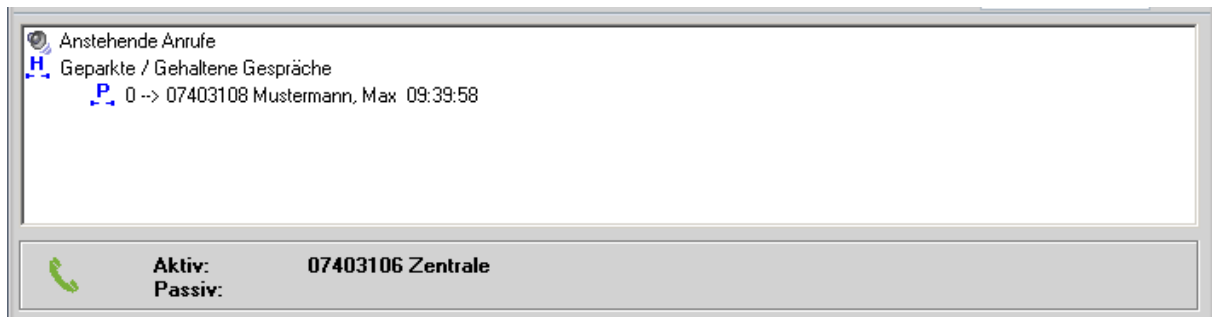 Anstehende Anrufe
H Geparkte / Gehaltene Gespräche
P 0 --> 07403108 Mustermann, Max 09:39:58
Aktiv: 07403106 Zentrale
Passiv: